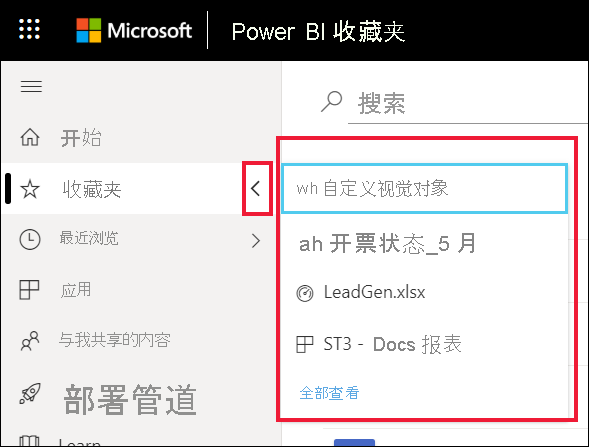 Microsoft Power BI 收藏夹
搜索
开始
收藏夹
wh 自定义视觉对象
最近浏览
ah 开票状态_5 月
应用
LeadGen.xlsx
与我共享的内容
ST3 - Docs 报表
部署管道
全部查看
Learn